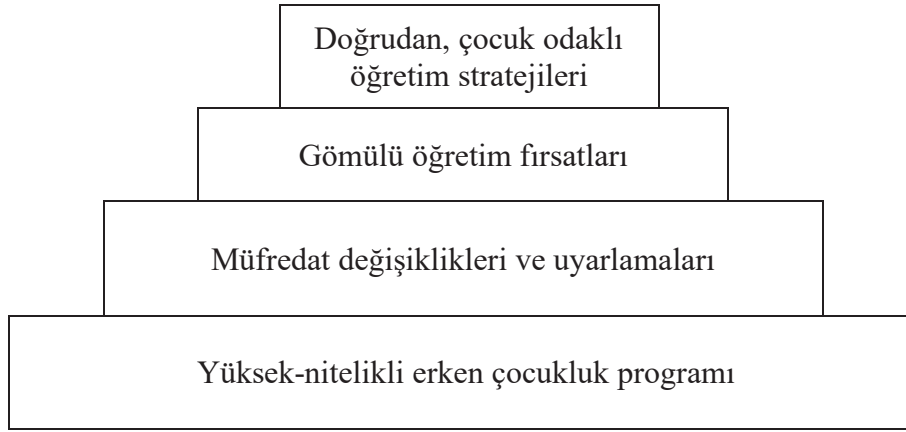 Doğrudan, çocuk odaklı
öğretim stratejileri
Gömülü öğretim fırsatları
Müfredat değişiklikleri ve uyarlamaları
Yüksek-nitelikli erken çocukluk programı